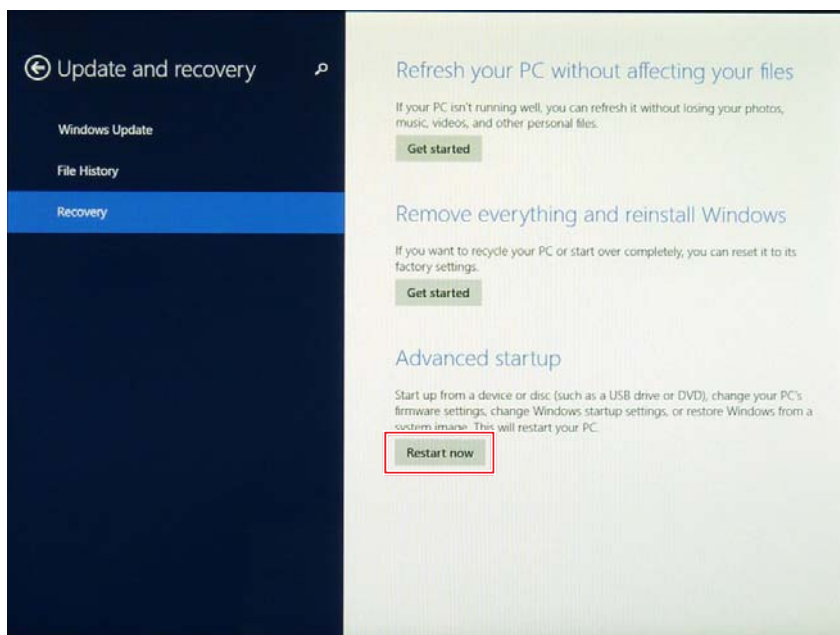 Update and recovery
Windows Update
File History
Recovery
Refresh your PC without affecting your files
If your PC isn't running well, you can refresh it without losing your photos,
music, videos, and other personal files.
Get started
Remove everything and reinstall Windows
If you want to recycle your PC or start over completely, you can reset it to its
factory settings.
Get started
Advanced startup
Start up from a device or disc (such as a USB drive or DVD), change your PC's
firmware settings, change Windows startup settings, or restore Windows from a
system image. This will restart your PC.
Restart now